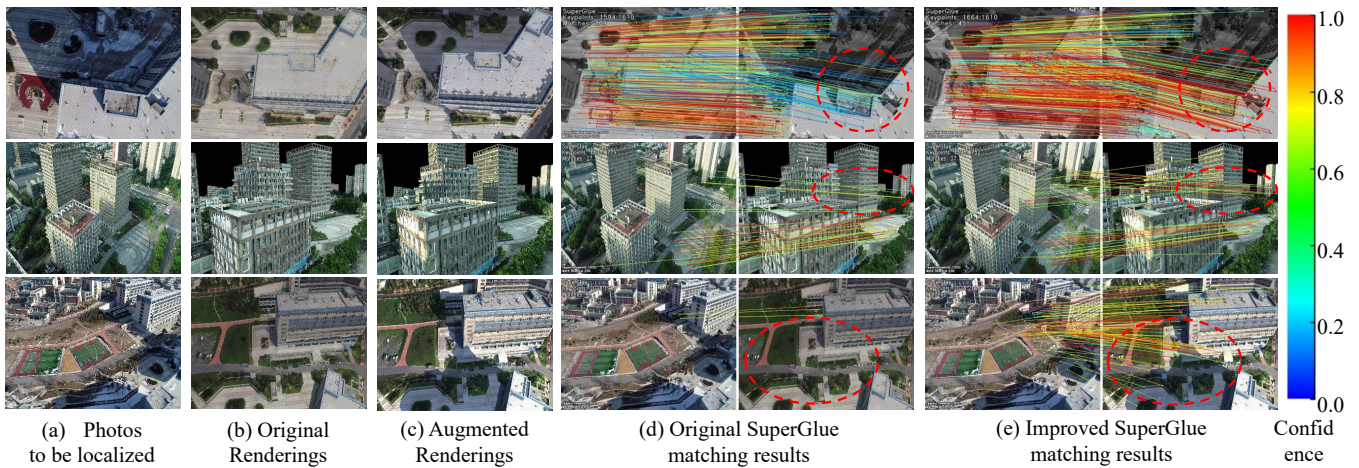 SuperGlue
Keypoints: 1594:1610
SuperGlue
Keypoints: 1664:1610
1.0
0.8
0.6
0.4
0.2
0.0
(a) Photos
to be localized
(b) Original
Renderings
(c) Augmented
Renderings
(d) Original SuperGlue
matching results
(e) Improved SuperGlue
matching results
Confid
ence